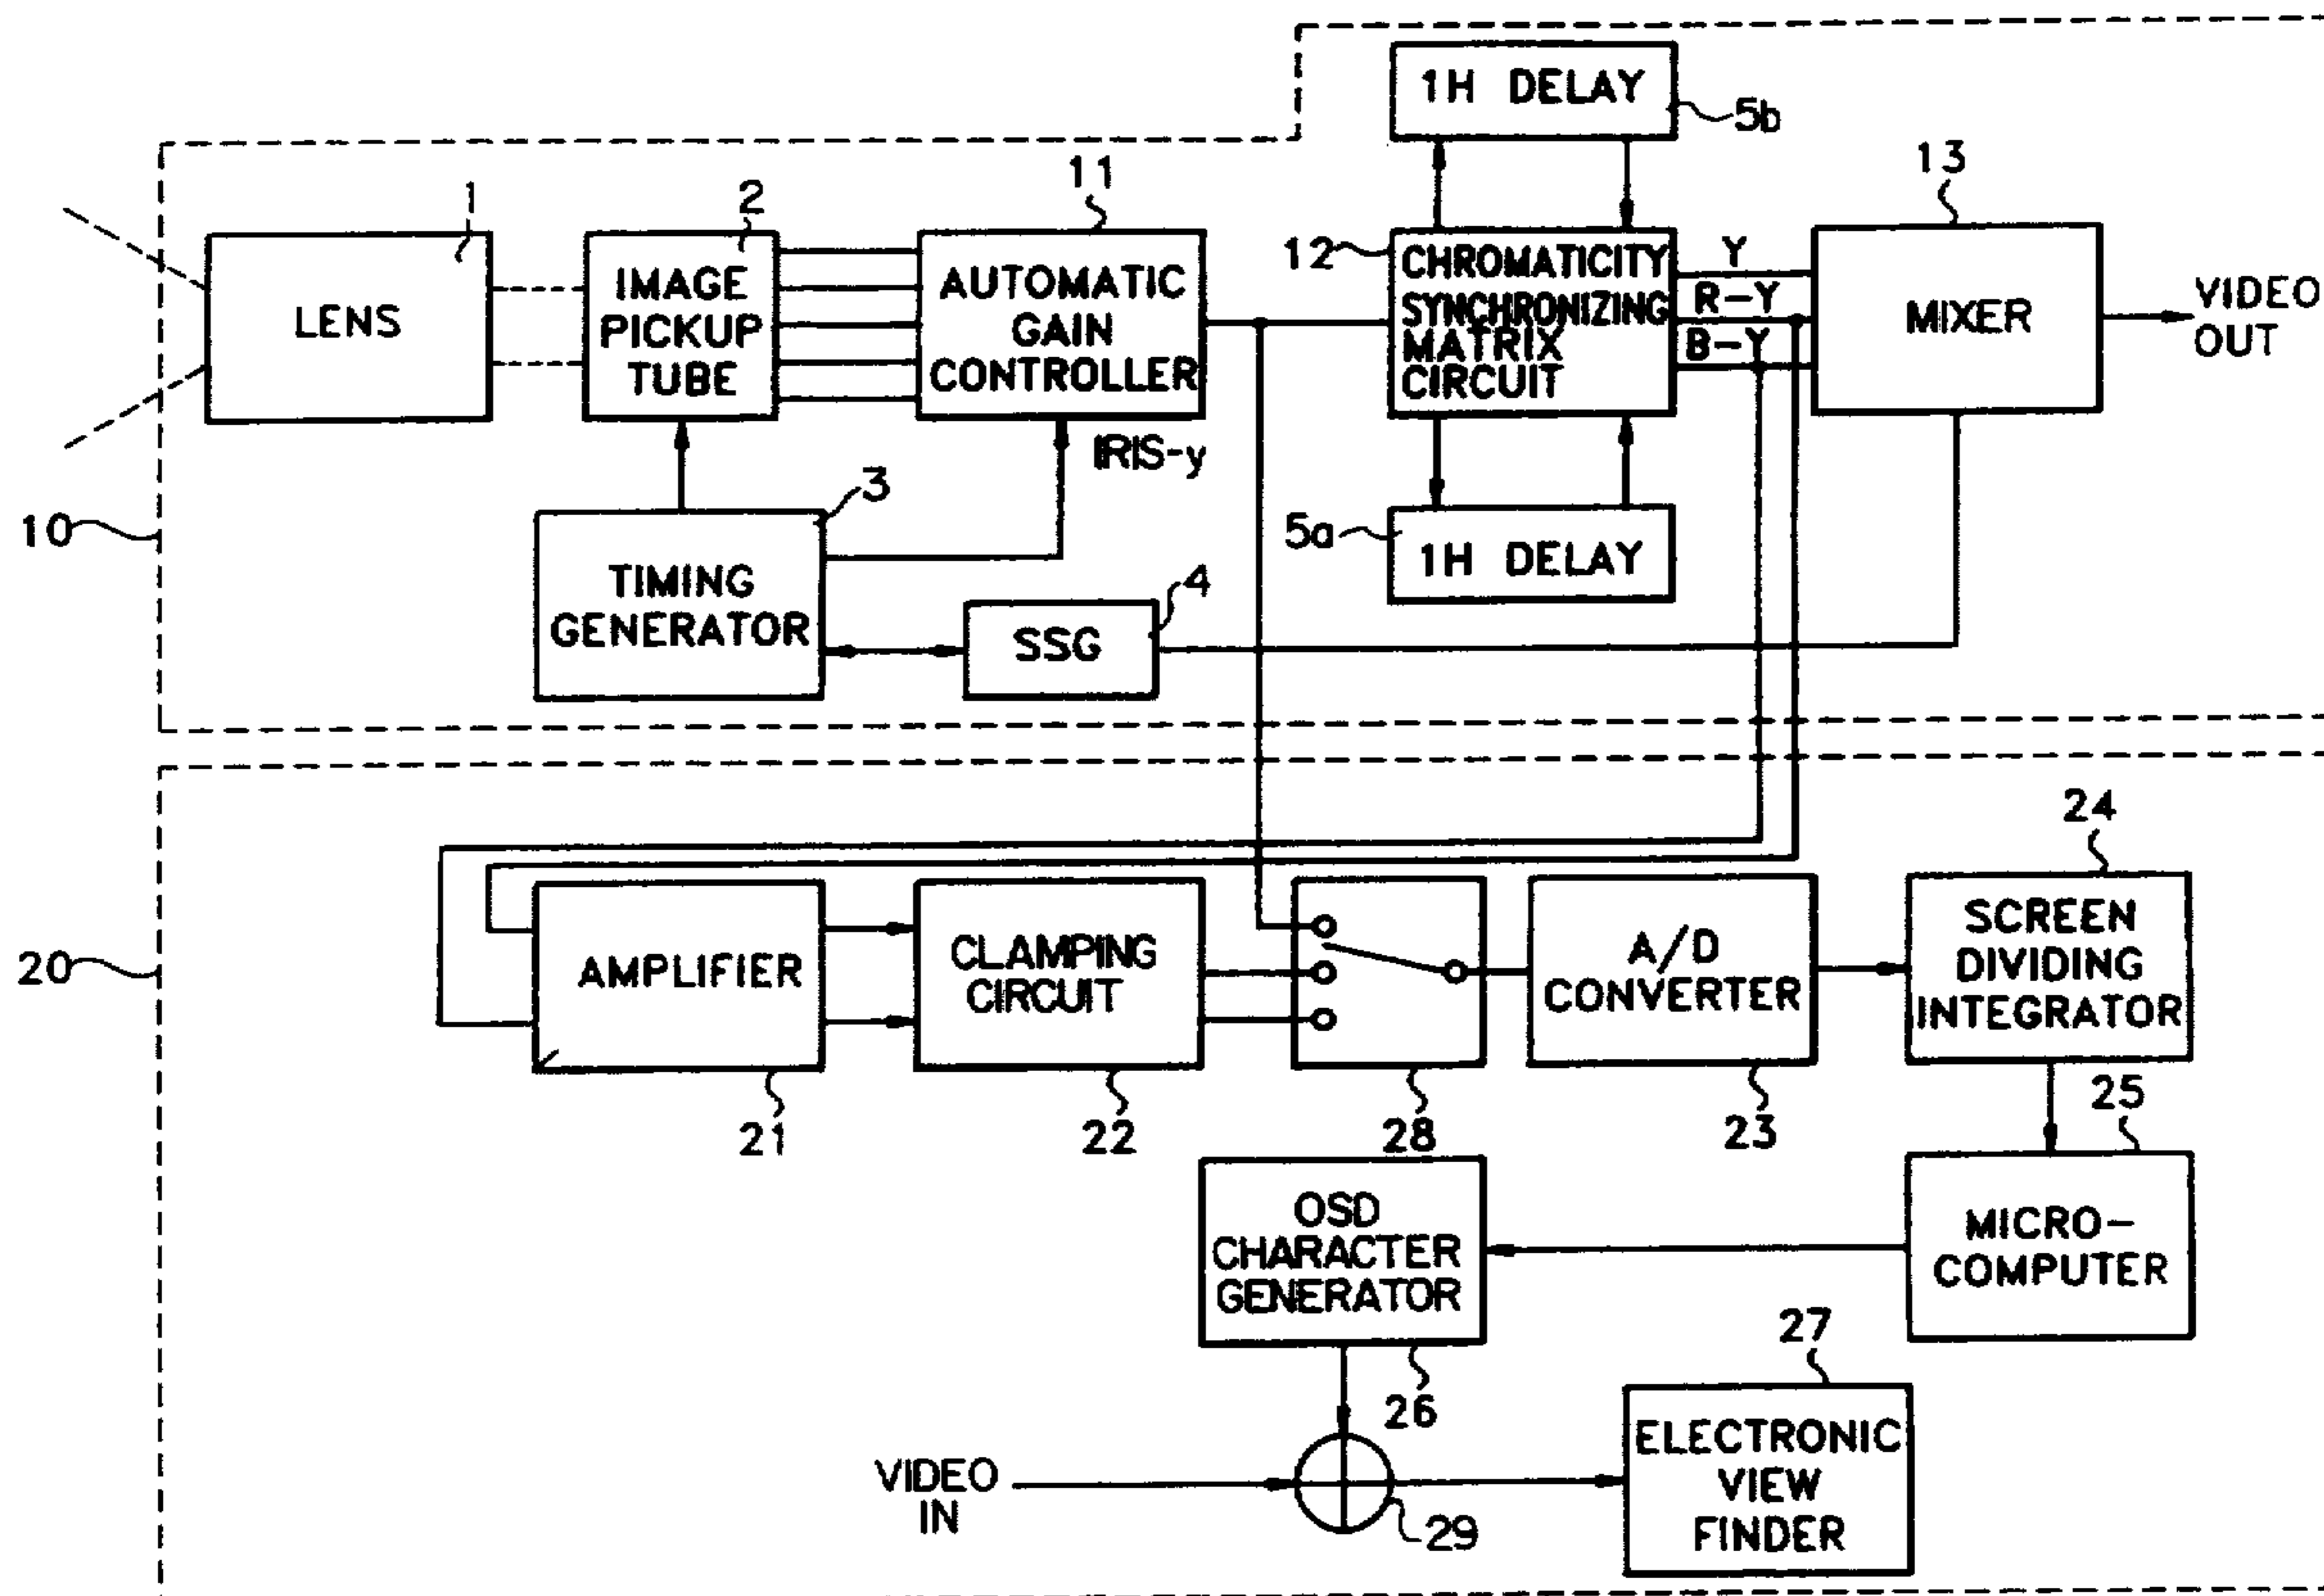 1H DELAY
5b
1
LENS
2
IMAGE
PICKUP
TUBE
11
AUTOMATIC
GAIN
CONTROLLER
IRIS-y
12
CHROMATICITY
SYNCHRONIZING
MATRIX
CIRCUIT
Y
R-Y
B-Y
13
MIXER
VIDEO
OUT
10
3
TIMING
GENERATOR
4
SSG
5a
1H DELAY
20
AMPLIFIER
21
CLAMPING
CIRCUIT
22
28
A/D
CONVERTER
23
24
SCREEN
DIVIDING
INTEGRATOR
25
MICRO-
COMPUTER
OSD
CHARACTER
GENERATOR
26
27
ELECTRONIC
VIEW
FINDER
VIDEO
IN
29